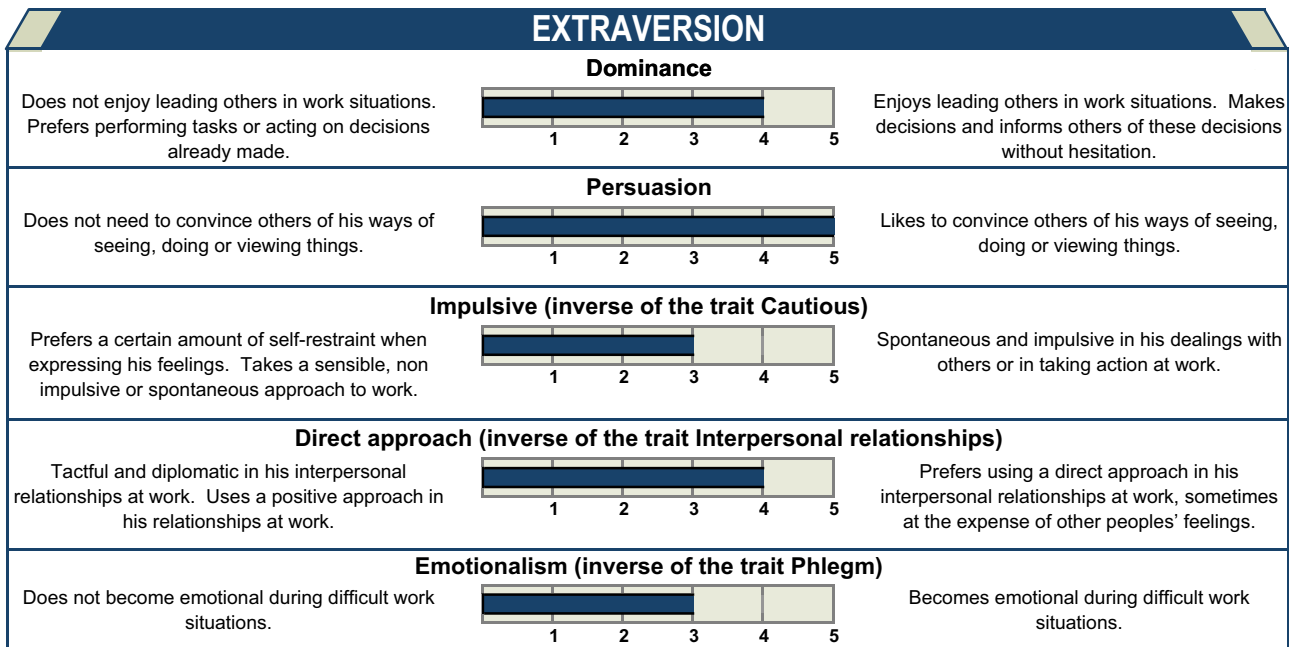 EXTRAVERSION
Dominance
Does not enjoy leading others in work situations.
Prefers performing tasks or acting on decisions
already made.
1 2 3 4 5
Enjoys leading others in work situations. Makes
decisions and informs others of these decisions
without hesitation.
Persuasion
Does not need to convince others of his ways of
seeing, doing or viewing things.
1 2 3 4 5
Likes to convince others of his ways of seeing,
doing or viewing things.
Impulsive (inverse of the trait Cautious)
Prefers a certain amount of self-restraint when
expressing his feelings. Takes a sensible, non
impulsive or spontaneous approach to work.
1 2 3 4 5
Spontaneous and impulsive in his dealings with
others or in taking action at work.
Direct approach (inverse of the trait Interpersonal relationships)
Tactful and diplomatic in his interpersonal
relationships at work. Uses a positive approach in
his relationships at work.
1 2 3 4 5
Prefers using a direct approach in his
interpersonal relationships at work, sometimes
at the expense of other peoples’ feelings.
Emotionalism (inverse of the trait Phlegm)
Does not become emotional during difficult work
situations.
1 2 3 4 5
Becomes emotional during difficult work
situations.